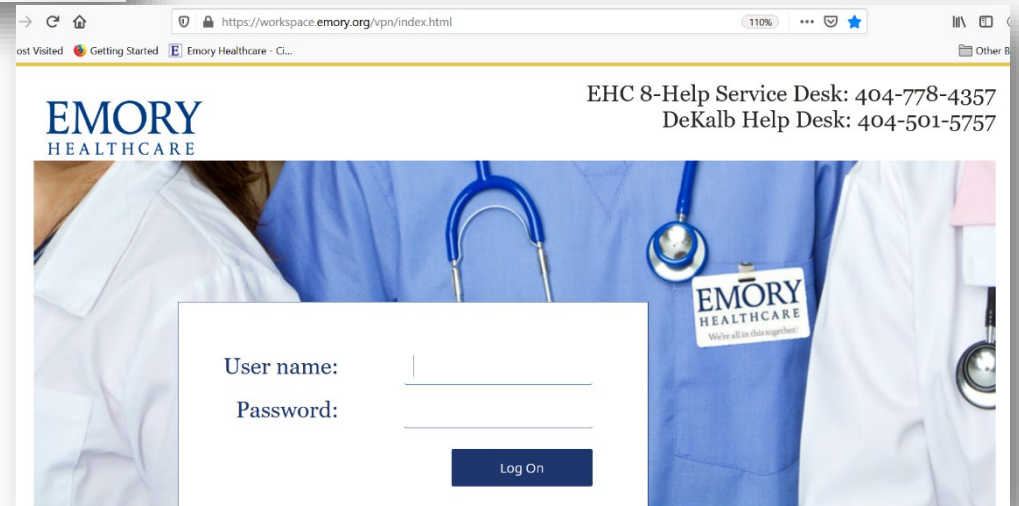 https://workspace.emory.org/vpn/index.html
110%
ost Visited
Getting Started
E
Emory Healthcare - Ci...
Other B
EMORY
HEALTHCARE
EHC 8-Help Service Desk: 404-778-4357
DeKalb Help Desk: 404-501-5757
EMORY
HEALTHCARE
We're all in this together.
User name:
Password:
Log On